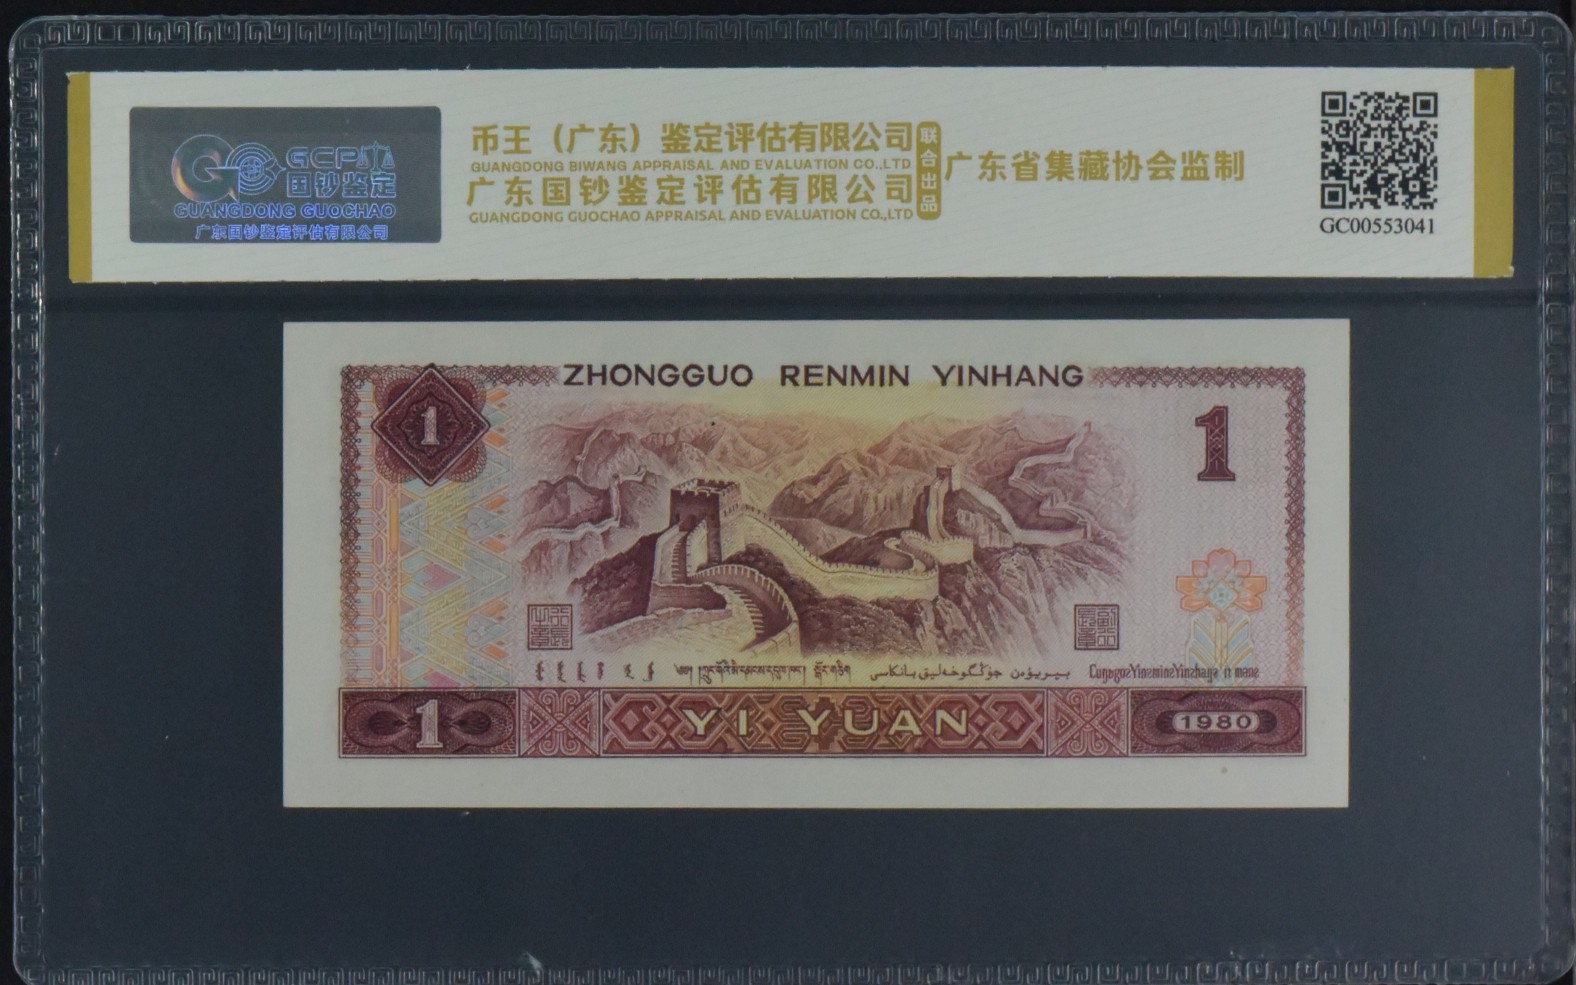 GCP
国钞鉴定
GUANGDONG GUOCHAO
广东国钞鉴定评估有限公司
币王（广东）鉴定评估有限公司
GUANGDONG BIWANG APPRAISAL AND EVALUATION CO.,LTD
广东国钞鉴定评估有限公司
GUANGDONG GUOCHAO APPRAISAL AND EVALUATION CO.,LTD
联合出品
广东省集藏协会监制
GC00553041
ZHONGGUO RENMIN YINHANG
1
1
1
YI YUAN
1980